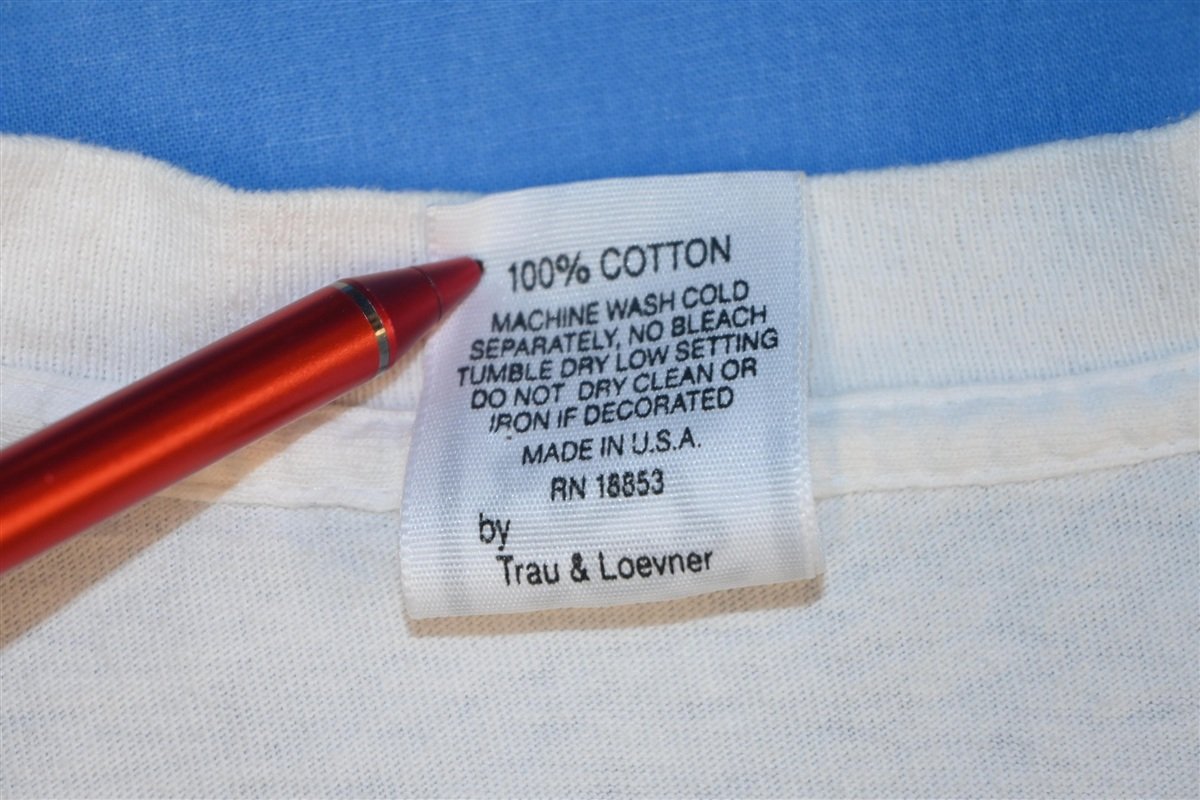 100% COTTON
MACHINE WASH COLD
SEPARATELY, NO BLEACH
TUMBLE DRY LOW SETTING
DO NOT DRY CLEAN OR
IRON IF DECORATED
MADE IN U.S.A.
RN 18853
by
Trau & Loevner